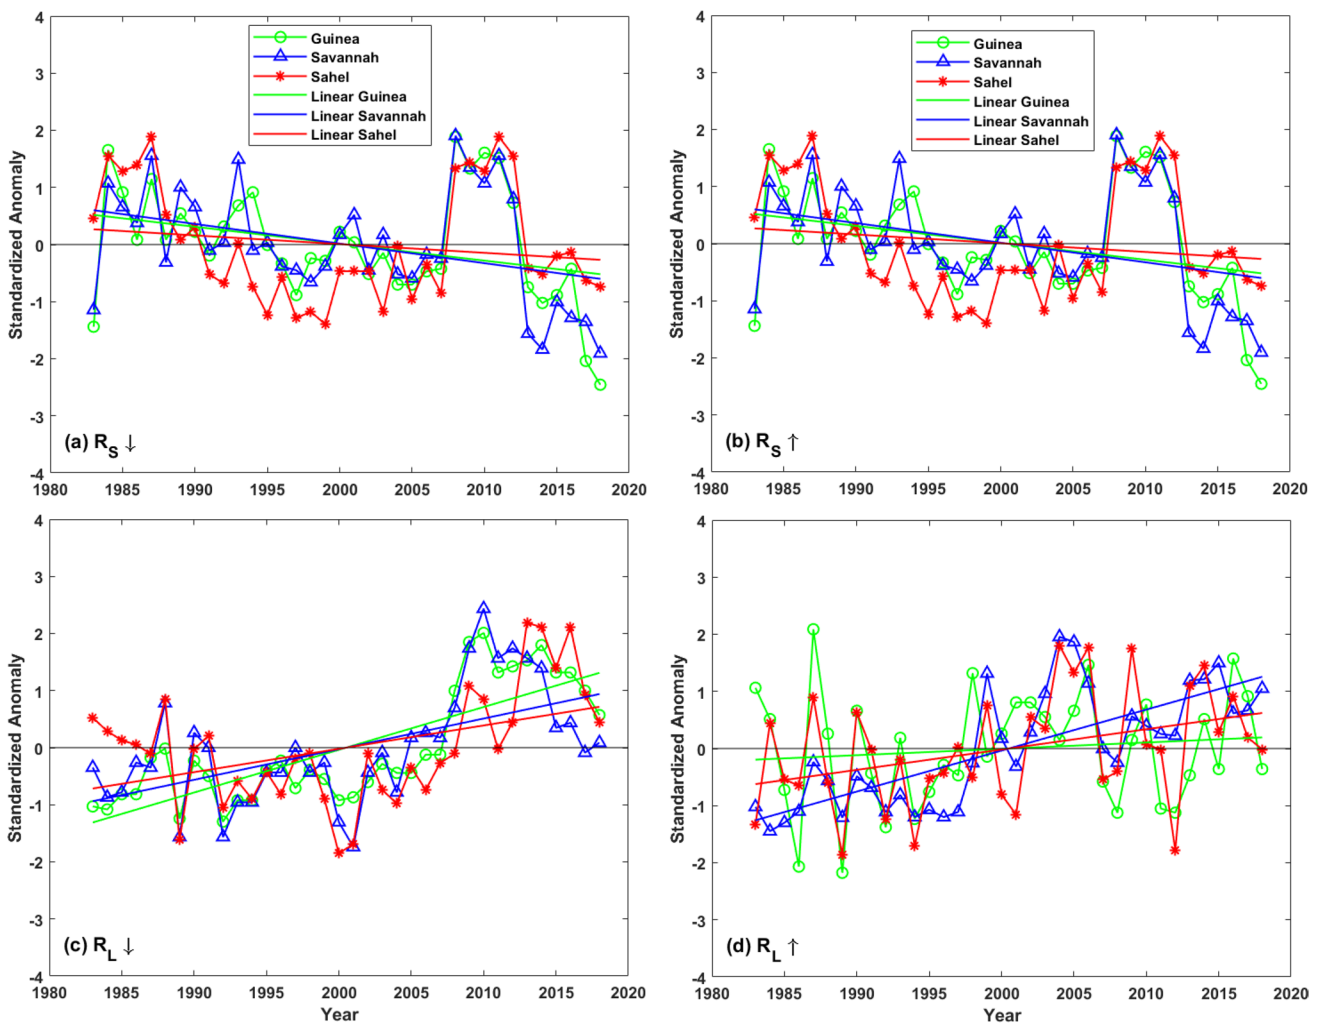 4
3
2
1
0
-1
-2
-3
-4
Standardized Anomaly
Guinea
Savannah
Sahel
Linear Guinea
Linear Savannah
Linear Sahel
(a) R_S ↓
1980 1985 1990 1995 2000 2005 2010 2015 2020
4
3
2
1
0
-1
-2
-3
-4
Standardized Anomaly
Guinea
Savannah
Sahel
Linear Guinea
Linear Savannah
Linear Sahel
(b) R_S ↑
1980 1985 1990 1995 2000 2005 2010 2015 2020
4
3
2
1
0
-1
-2
-3
-4
Standardized Anomaly
(c) R_L ↓
1980 1985 1990 1995 2000 2005 2010 2015 2020
Year
4
3
2
1
0
-1
-2
-3
-4
Standardized Anomaly
(d) R_L ↑
1980 1985 1990 1995 2000 2005 2010 2015 2020
Year